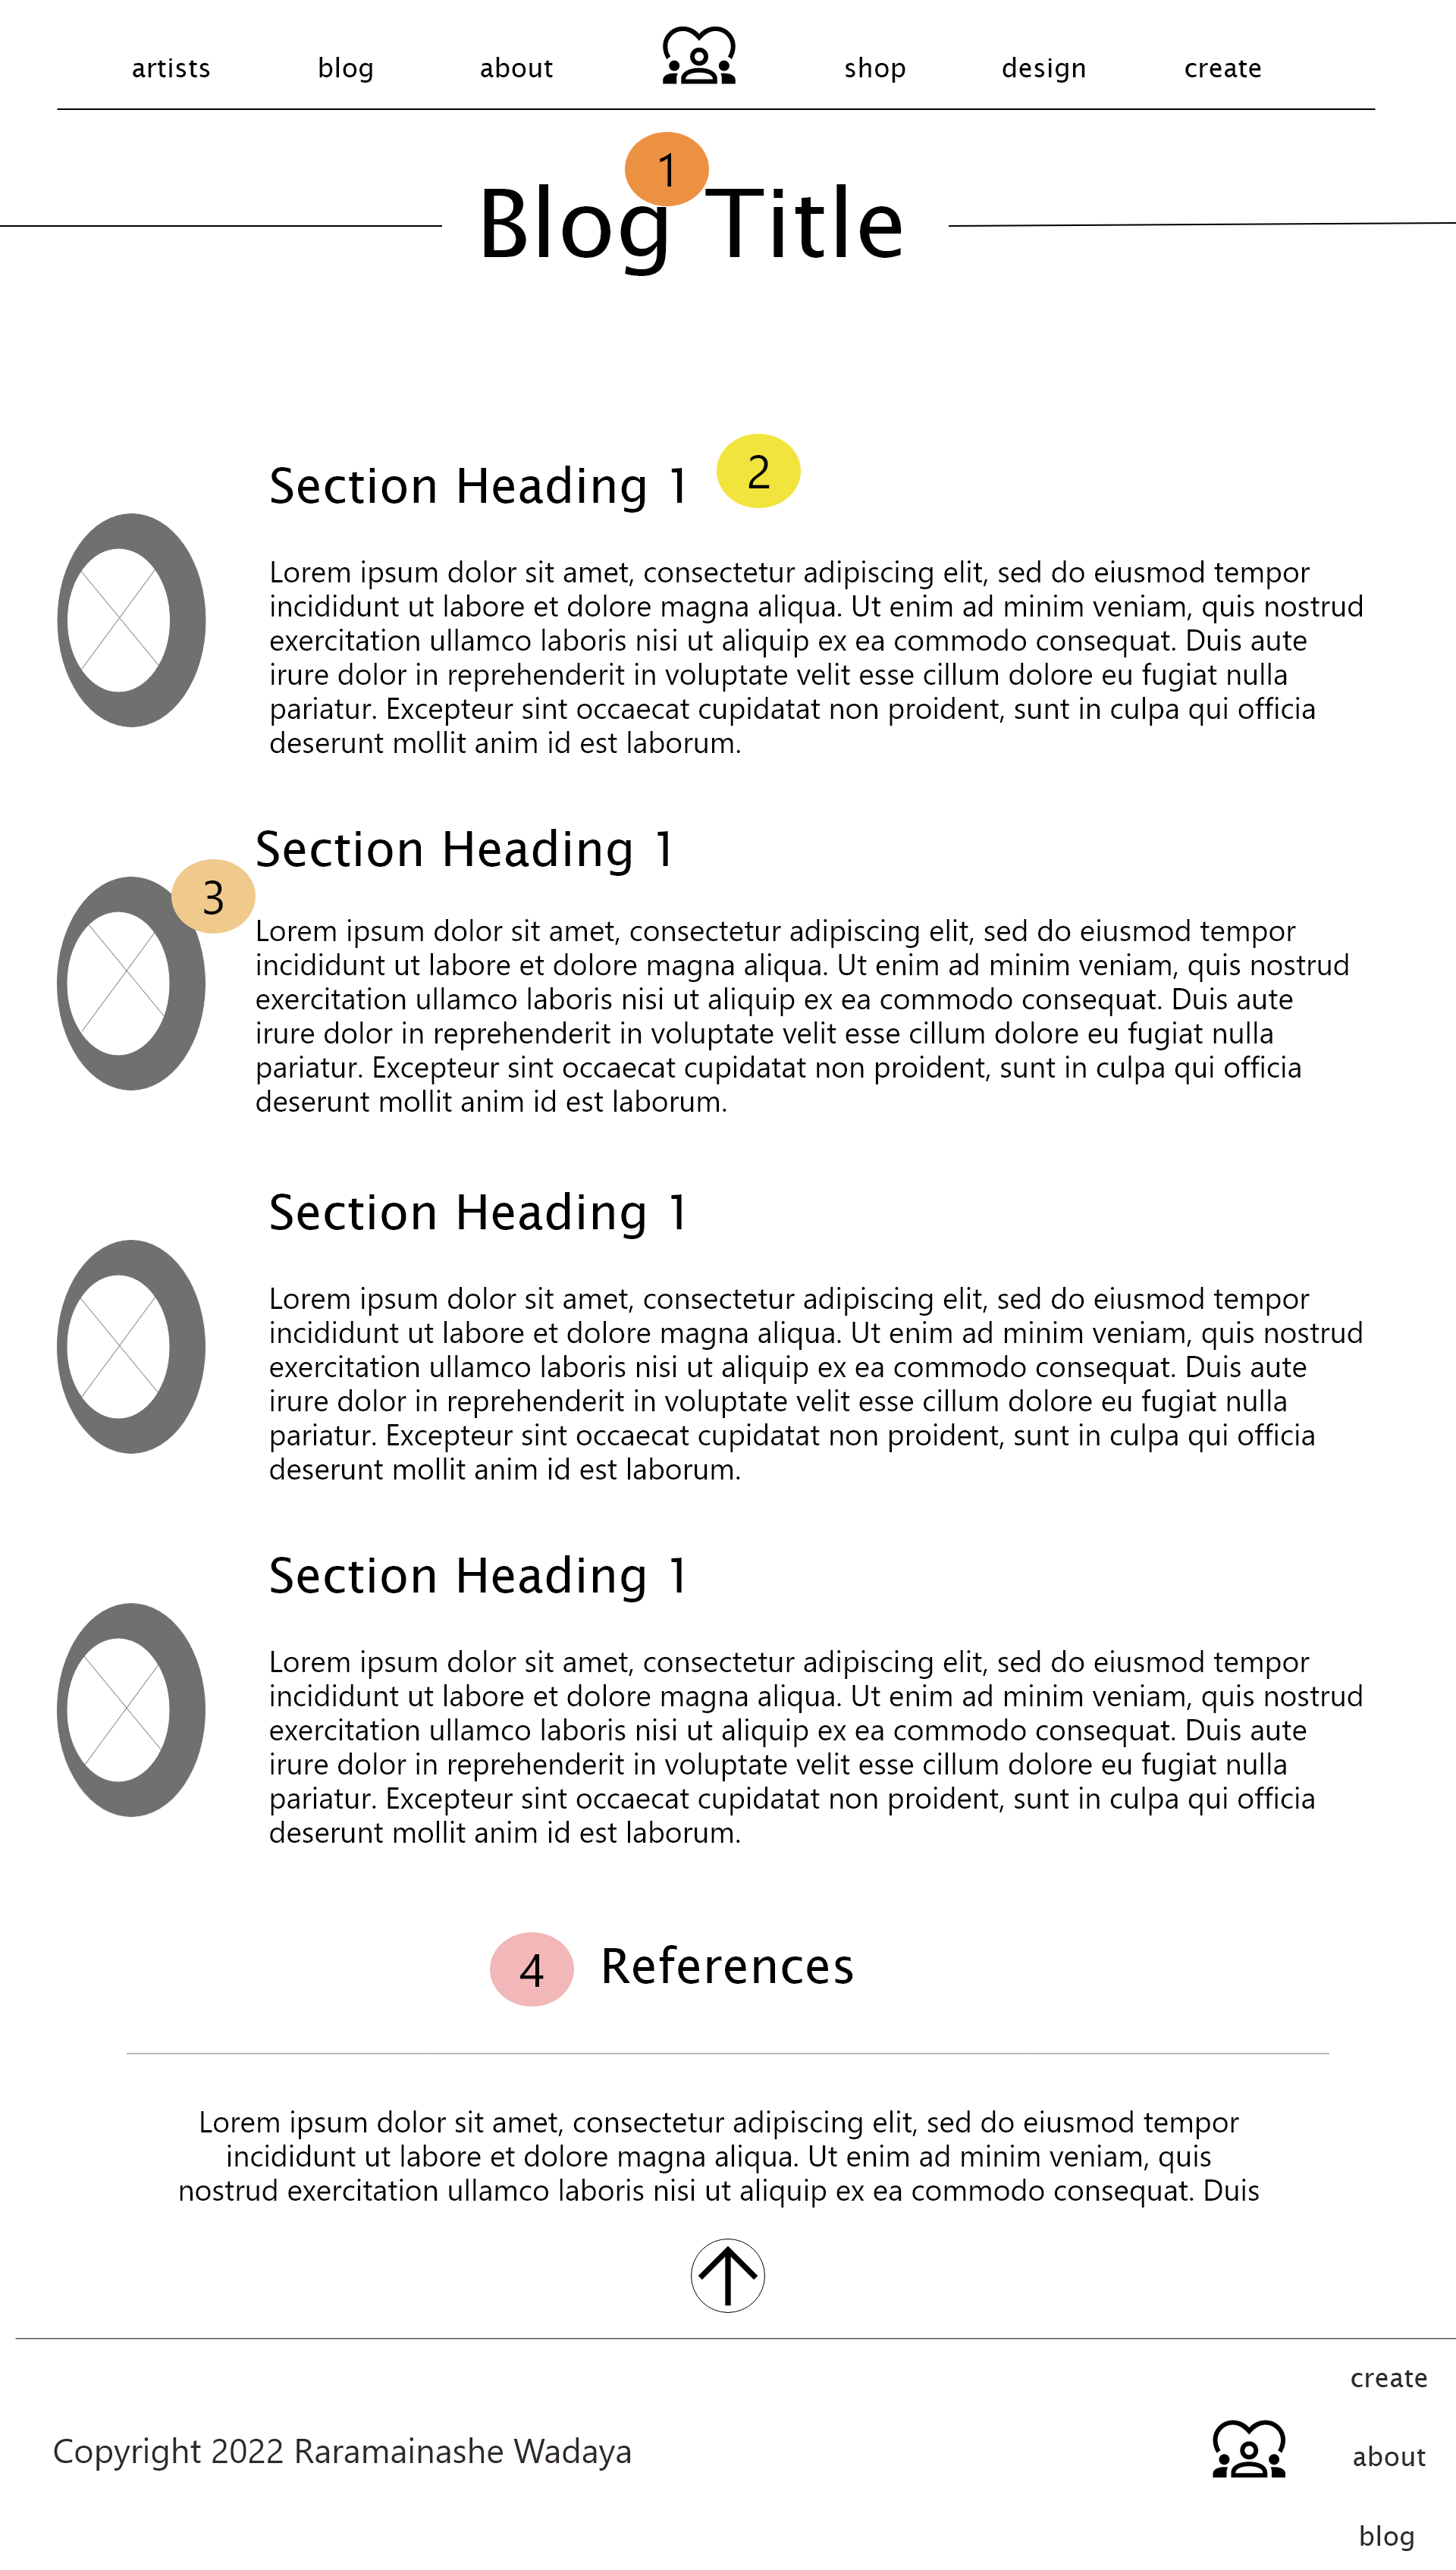 artists blog about shop design create
1
Blog Title
Section Heading 1 2
Lorem ipsum dolor sit amet, consectetur adipiscing elit, sed do eiusmod tempor
incididunt ut labore et dolore magna aliqua. Ut enim ad minim veniam, quis nostrud
exercitation ullamco laboris nisi ut aliquip ex ea commodo consequat. Duis aute
irure dolor in reprehenderit in voluptate velit esse cillum dolore eu fugiat nulla
pariatur. Excepteur sint occaecat cupidatat non proident, sunt in culpa qui officia
deserunt mollit anim id est laborum.
Section Heading 1
3
Lorem ipsum dolor sit amet, consectetur adipiscing elit, sed do eiusmod tempor
incididunt ut labore et dolore magna aliqua. Ut enim ad minim veniam, quis nostrud
exercitation ullamco laboris nisi ut aliquip ex ea commodo consequat. Duis aute
irure dolor in reprehenderit in voluptate velit esse cillum dolore eu fugiat nulla
pariatur. Excepteur sint occaecat cupidatat non proident, sunt in culpa qui officia
deserunt mollit anim id est laborum.
Section Heading 1
Lorem ipsum dolor sit amet, consectetur adipiscing elit, sed do eiusmod tempor
incididunt ut labore et dolore magna aliqua. Ut enim ad minim veniam, quis nostrud
exercitation ullamco laboris nisi ut aliquip ex ea commodo consequat. Duis aute
irure dolor in reprehenderit in voluptate velit esse cillum dolore eu fugiat nulla
pariatur. Excepteur sint occaecat cupidatat non proident, sunt in culpa qui officia
deserunt mollit anim id est laborum.
Section Heading 1
Lorem ipsum dolor sit amet, consectetur adipiscing elit, sed do eiusmod tempor
incididunt ut labore et dolore magna aliqua. Ut enim ad minim veniam, quis nostrud
exercitation ullamco laboris nisi ut aliquip ex ea commodo consequat. Duis aute
irure dolor in reprehenderit in voluptate velit esse cillum dolore eu fugiat nulla
pariatur. Excepteur sint occaecat cupidatat non proident, sunt in culpa qui officia
deserunt mollit anim id est laborum.
4 References
Lorem ipsum dolor sit amet, consectetur adipiscing elit, sed do eiusmod tempor
incididunt ut labore et dolore magna aliqua. Ut enim ad minim veniam, quis
nostrud exercitation ullamco laboris nisi ut aliquip ex ea commodo consequat. Duis
create
Copyright 2022 Raramainashe Wadaya
about
blog